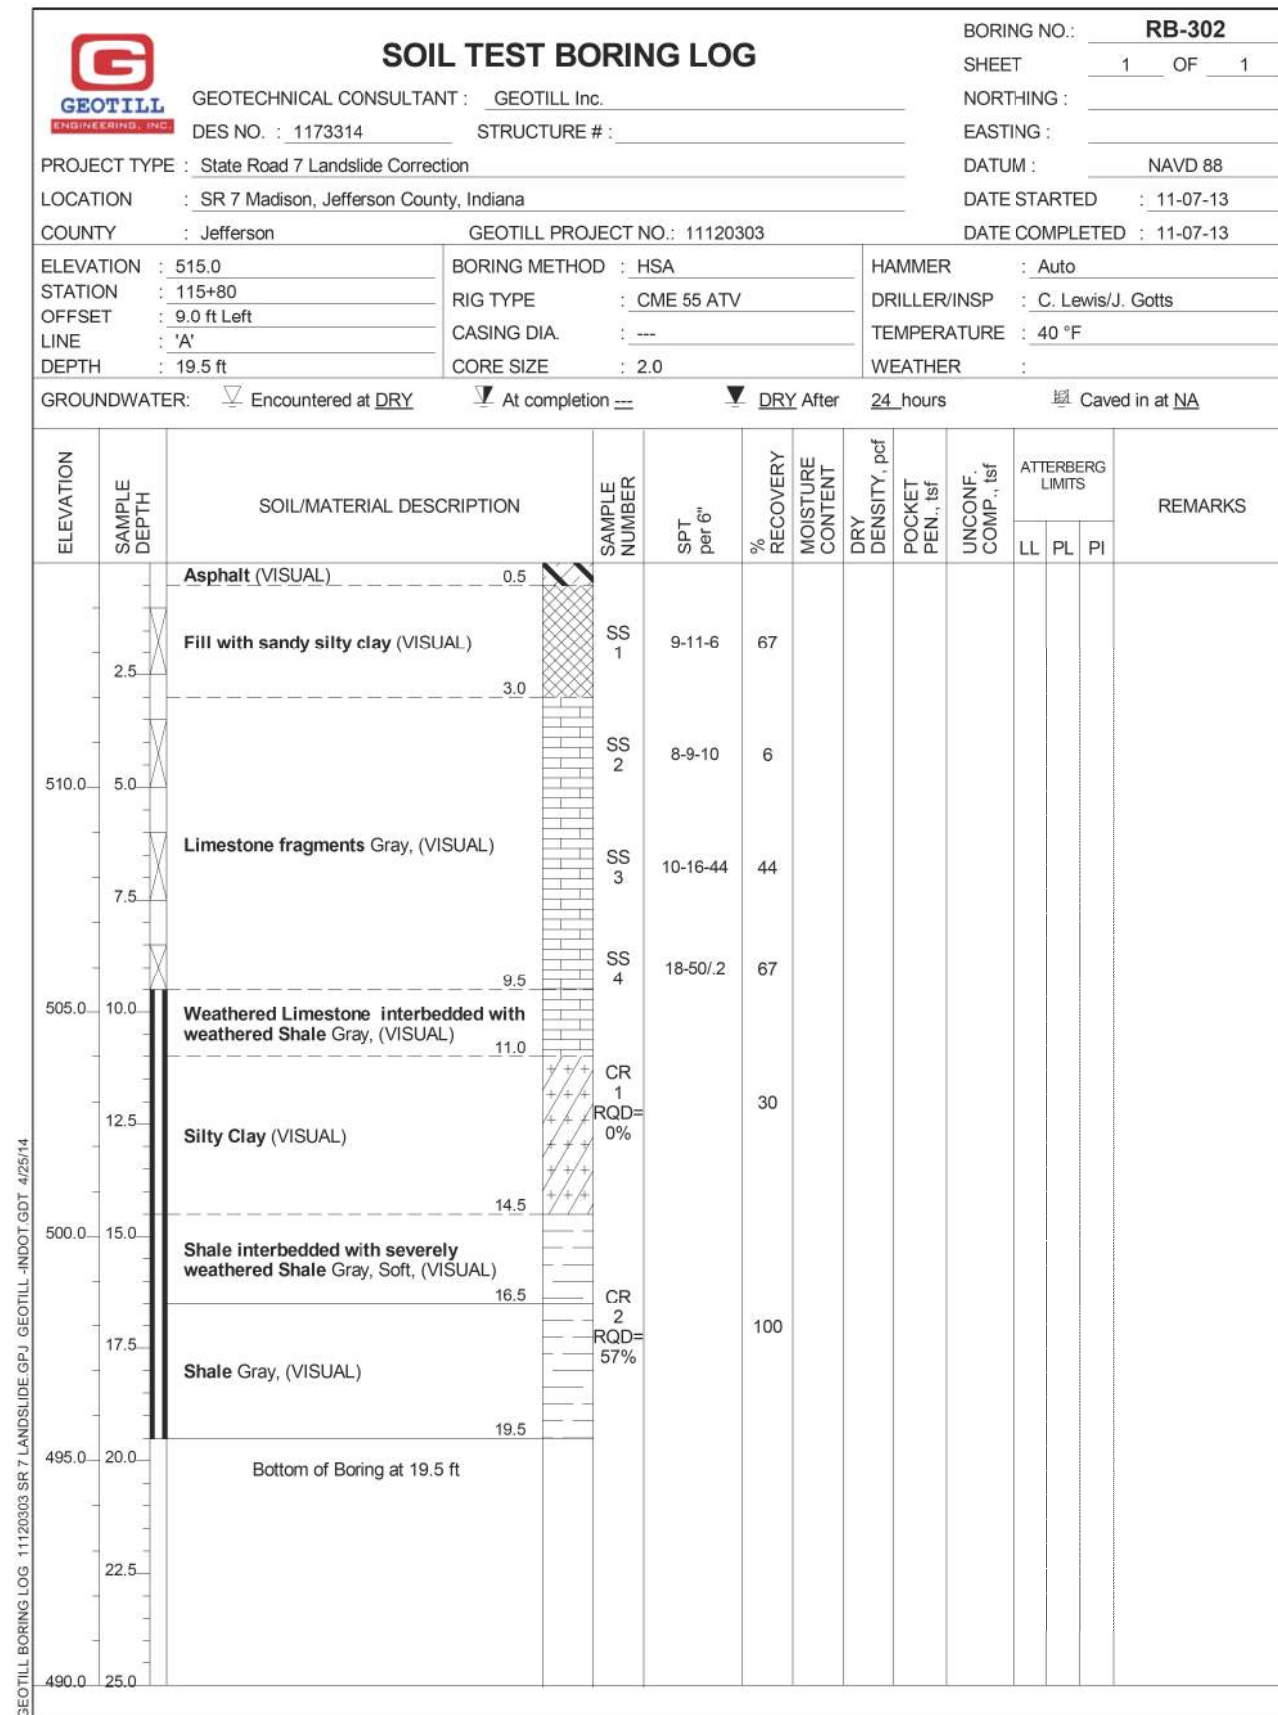 G
GEOTILL
ENGINEERING, INC.
SOIL TEST BORING LOG
BORING NO.: RB-302
SHEET 1 OF 1
GEOTECHNICAL CONSULTANT : GEOTILL Inc.
NORTHING :
DES NO. : 1173314 STRUCTURE # :
EASTING :
PROJECT TYPE : State Road 7 Landslide Correction
DATUM : NAVD 88
LOCATION : SR 7 Madison, Jefferson County, Indiana
DATE STARTED : 11-07-13
COUNTY : Jefferson GEOTILL PROJECT NO.: 11120303
DATE COMPLETED : 11-07-13
ELEVATION : 515.0
STATION : 115+80
OFFSET : 9.0 ft Left
LINE : 'A'
DEPTH : 19.5 ft
BORING METHOD : HSA
RIG TYPE : CME 55 ATV
CASING DIA. : ---
CORE SIZE : 2.0
HAMMER : Auto
DRILLER/INSP : C. Lewis/J. Gotts
TEMPERATURE : 40 °F
WEATHER :
GROUNDWATER: Encountered at DRY At completion --- DRY After 24 hours Caved in at NA
ELEVATION
SAMPLE
DEPTH
SOIL/MATERIAL DESCRIPTION
SAMPLE
NUMBER
SPT
per 6"
%
RECOVERY
MOISTURE
CONTENT
DRY
DENSITY, pcf
POCKET
PEN., tsf
UNCONF.
COMP., tsf
ATTERBERG
LIMITS
LL PL PI
REMARKS
Asphalt (VISUAL) 0.5
Fill with sandy silty clay (VISUAL)
SS
1
9-11-6 67
2.5
3.0
SS
2
8-9-10 6
510.0 5.0
Limestone fragments Gray, (VISUAL)
SS
3
10-16-44 44
7.5
SS
4
18-50/.2 67
9.5
505.0 10.0
Weathered Limestone interbedded with
weathered Shale Gray, (VISUAL)
11.0
CR
1
RQD=
0%
30
12.5
Silty Clay (VISUAL)
14.5
500.0 15.0
Shale interbedded with severely
weathered Shale Gray, Soft, (VISUAL)
16.5
CR
2
RQD=
57%
100
17.5
Shale Gray, (VISUAL)
19.5
495.0 20.0
Bottom of Boring at 19.5 ft
22.5
490.0 25.0
GEOTILL BORING LOG 11120303 SR 7 LANDSLIDE.GPJ GEOTILL -INDOT.GDT 4/25/14